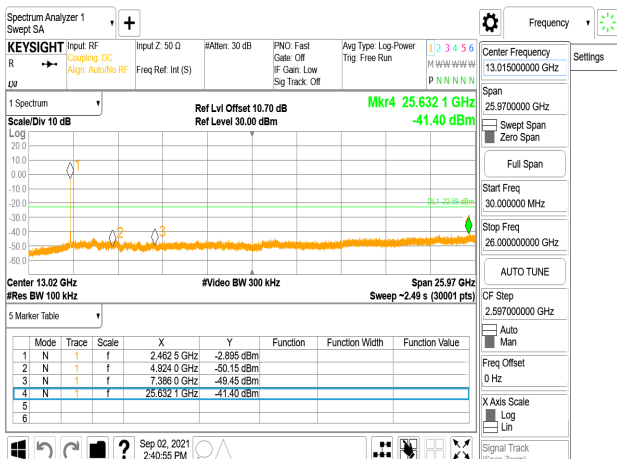 Spectrum Analyzer 1
Swept SA
+
Frequency
KEYSIGHT
R
LXI
Input: RF
Coupling: DC
Align: Auto/No RF
Input Z: 50 Ω
Freq Ref: Int (S)
#Atten: 30 dB
PNO: Fast
Gate: Off
IF Gain: Low
Sig Track: Off
Avg Type: Log-Power
Trig: Free Run
1 2 3 4 5 6
M W W W W W
P N N N N N
Center Frequency
13.015000000 GHz
Settings
Span
25.9700000 GHz
Swept Span
Zero Span
Full Span
Start Freq
30.000000 MHz
Stop Freq
26.000000000 GHz
AUTO TUNE
CF Step
2.597000000 GHz
Auto
Man
Freq Offset
0 Hz
X Axis Scale
Log
Lin
Signal Track
(Span Zoom)
1 Spectrum
Scale/Div 10 dB
Ref Lvl Offset 10.70 dB
Ref Level 30.00 dBm
Mkr4 25.632 1 GHz
-41.40 dBm
Log
20.0
10.0
0.00
-10.0
-20.0
-30.0
-40.0
-50.0
-60.0
1
2
3
Center 13.02 GHz
#Res BW 100 kHz
#Video BW 300 kHz
Span 25.97 GHz
Sweep ~2.49 s (30001 pts)
5 Marker Table
Mode Trace Scale X Y Function Function Width Function Value
1 N 1 f 2.462 5 GHz -2.895 dBm
2 N 1 f 4.924 0 GHz -50.15 dBm
3 N 1 f 7.386 0 GHz -49.45 dBm
4 N 1 f 25.632 1 GHz -41.40 dBm
5
6
?
Sep 02, 2021
2:40:55 PM